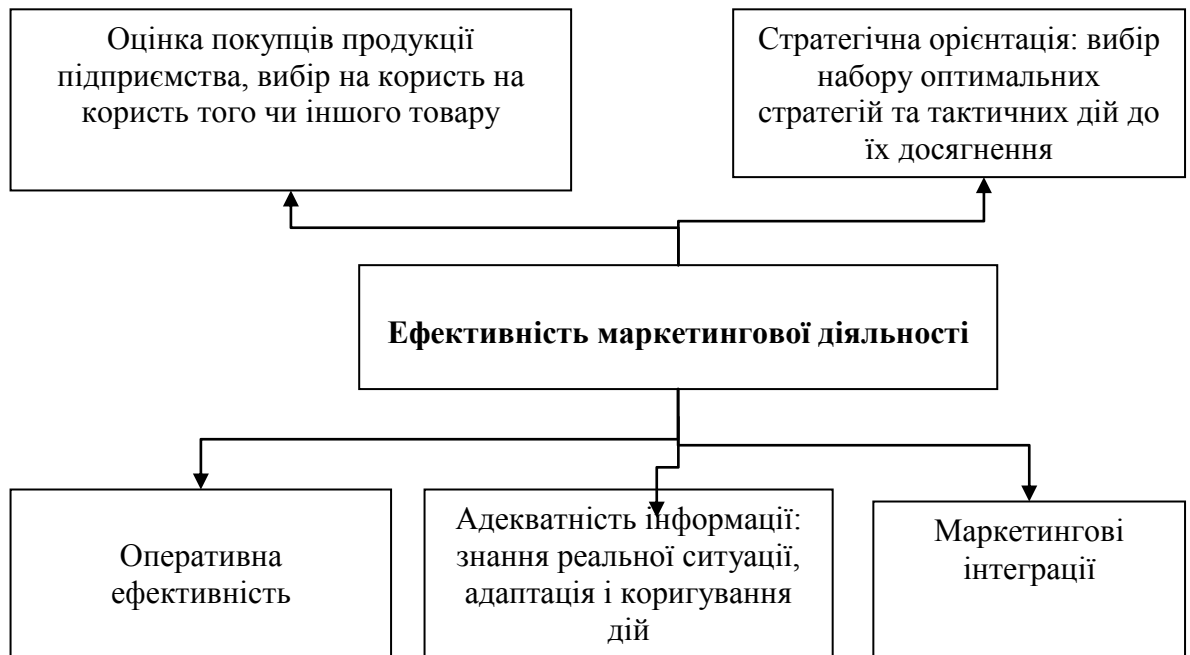 Оцінка покупців продукції
підприємства, вибір на користь на
користь того чи іншого товару
Стратегічна орієнтація: вибір
набору оптимальних
стратегій та тактичних дій до
їх досягнення
Ефективність маркетингової діяльності
Оперативна
ефективність
Адекватність інформації:
знання реальної ситуації,
адаптація і коригування
дій
Маркетингові
інтеграції